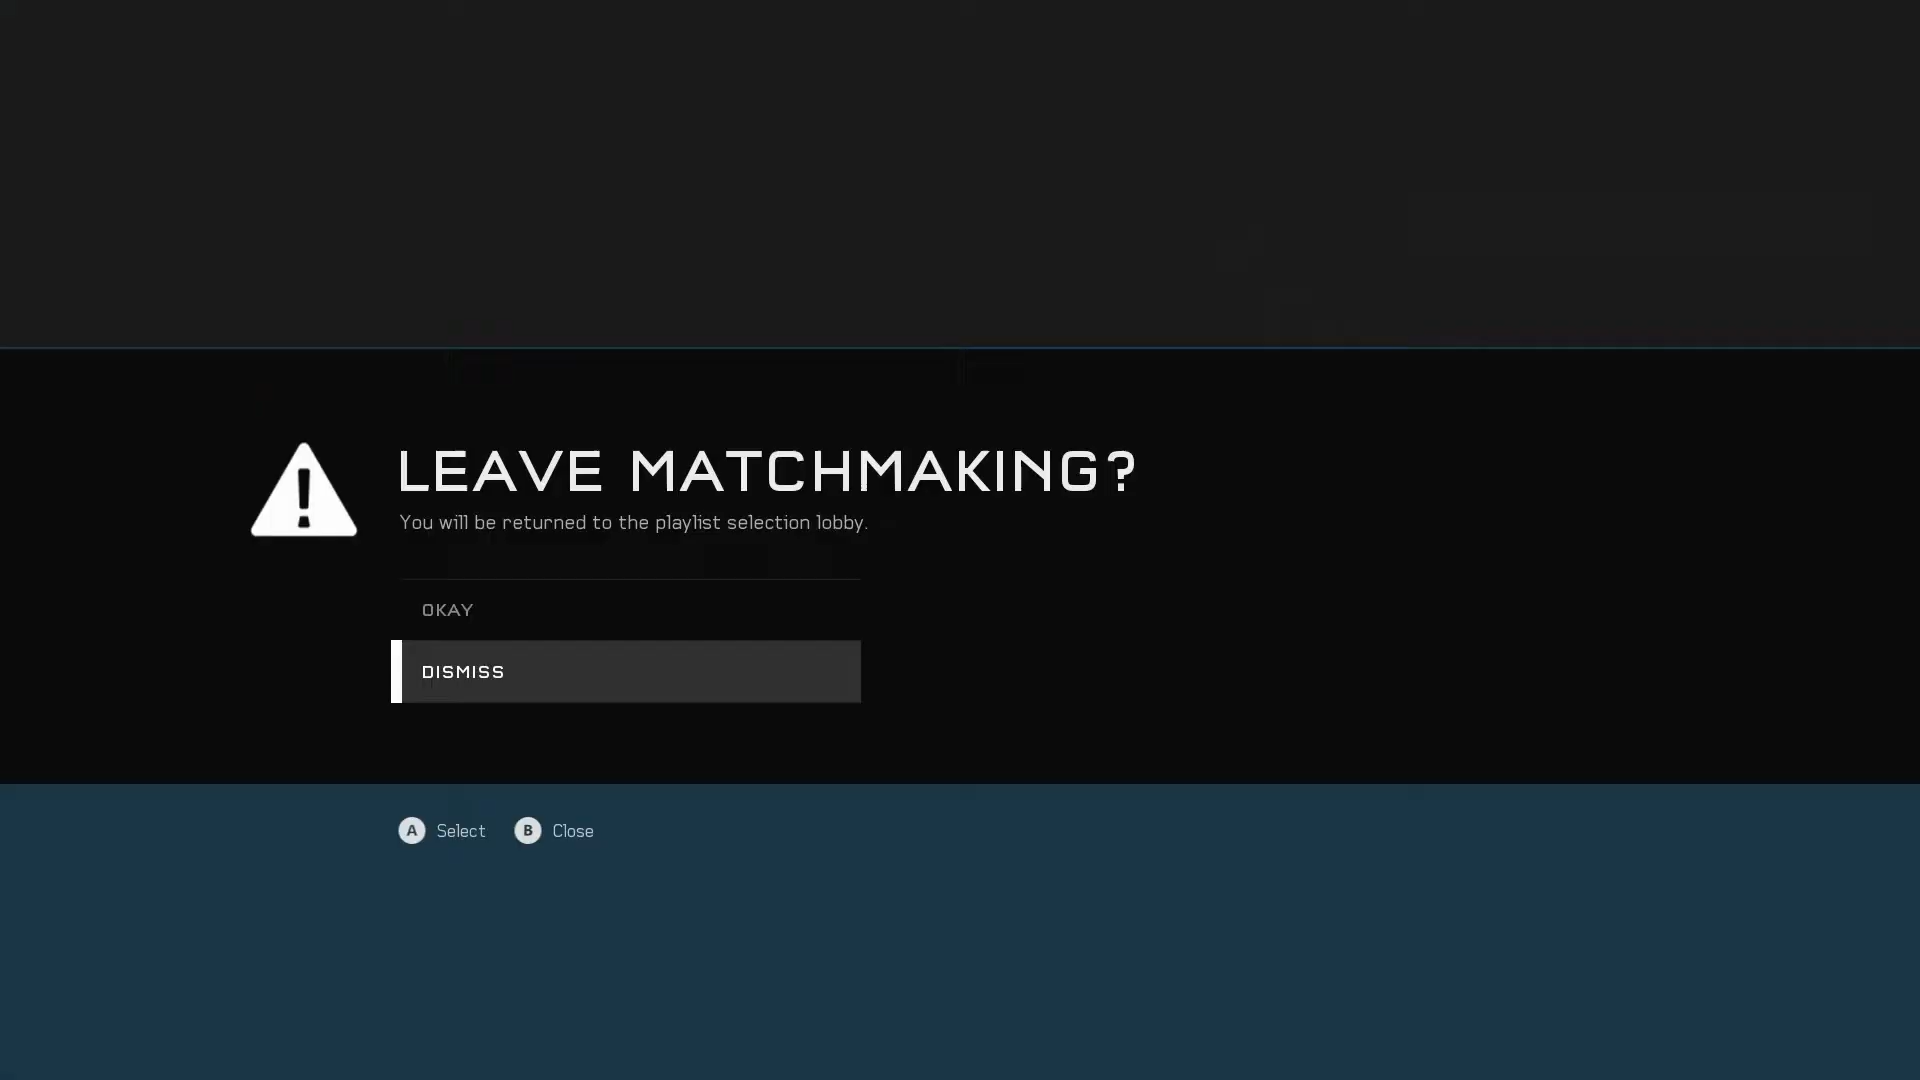 LEAVE MATCHMAKING?
You will be returned to the playlist selection lobby.
OKAY
DISMISS
A Select B Close